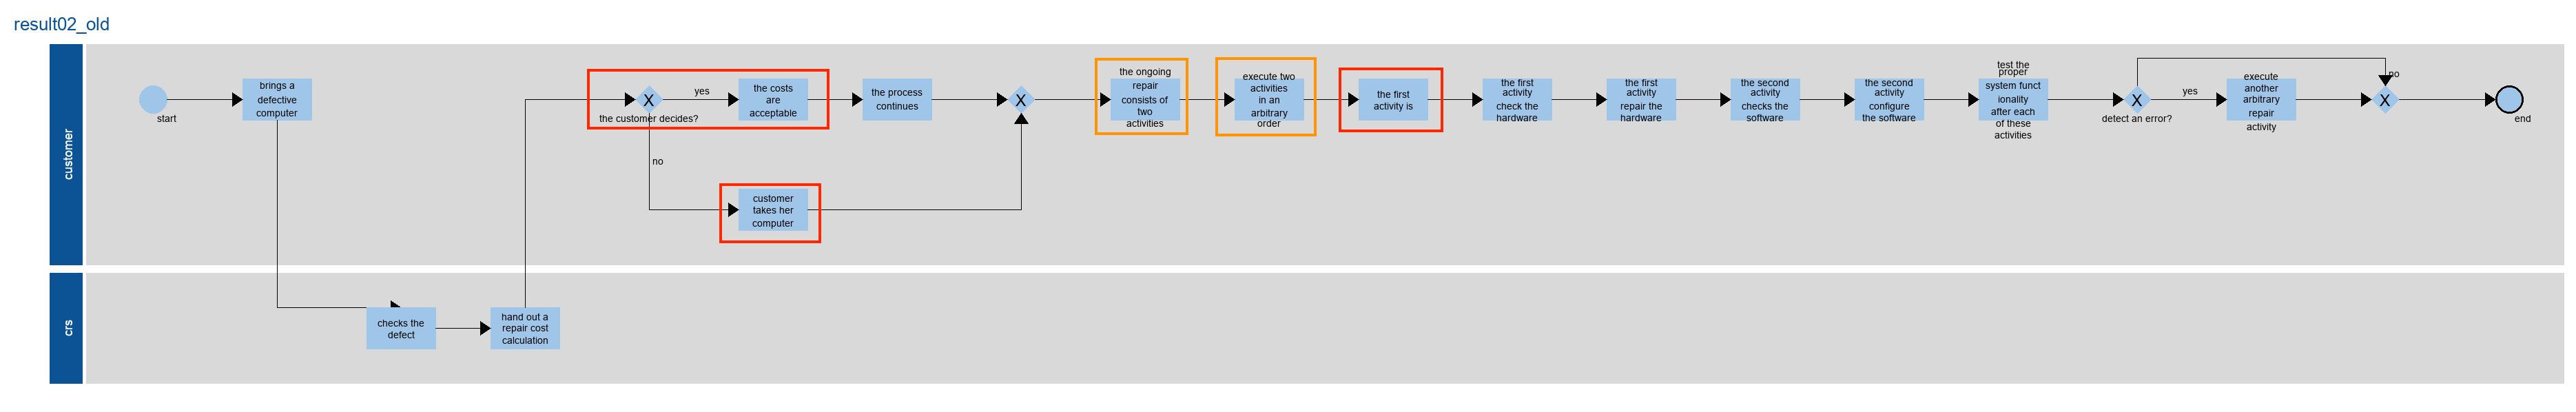 result02_old
customer
start
brings a
defective
computer
X
the customer decides?
yes
no
the costs
are
acceptable
customer
takes her
computer
the process
continues
X
the ongoing
repair
consists of
two
activities
execute two
activities
in an
arbitrary
order
the first
activity is
the first
activity
check the
hardware
the first
activity
repair the
hardware
the second
activity
checks the
software
the second
activity
configure
the software
test the
proper
system funct
ionality
after each
of these
activities
X
detect an error?
yes
execute
another
arbitrary
repair
activity
no
X
end
crs
checks the
defect
hand out a
repair cost
calculation